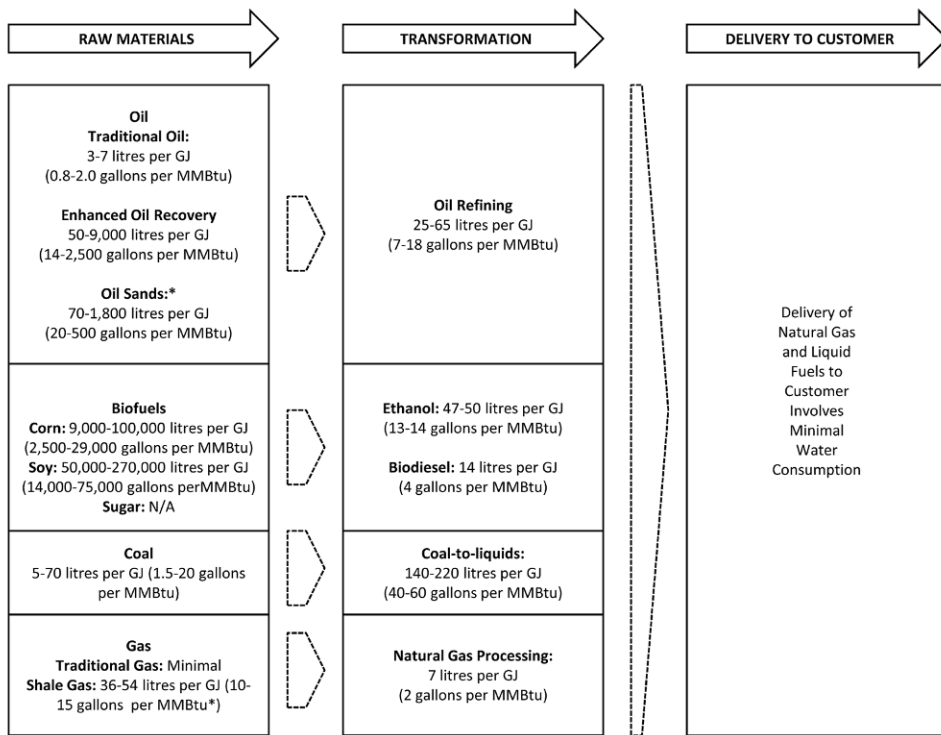 RAW MATERIALS
TRANSFORMATION
DELIVERY TO CUSTOMER
Oil
Traditional Oil:
3-7 litres per GJ
(0.8-2.0 gallons per MMBtu)
Enhanced Oil Recovery
50-9,000 litres per GJ
(14-2,500 gallons per MMBtu)
Oil Sands:*
70-1,800 litres per GJ
(20-500 gallons per MMBtu)
Oil Refining
25-65 litres per GJ
(7-18 gallons per MMBtu)
Biofuels
Corn: 9,000-100,000 litres per GJ
(2,500-29,000 gallons per MMBtu)
Soy: 50,000-270,000 litres per GJ
(14,000-75,000 gallons perMMBtu)
Sugar: N/A
Ethanol: 47-50 litres per GJ
(13-14 gallons per MMBtu)
Biodiesel: 14 litres per GJ
(4 gallons per MMBtu)
Coal
5-70 litres per GJ (1.5-20 gallons
per MMBtu)
Coal-to-liquids:
140-220 litres per GJ
(40-60 gallons per MMBtu)
Gas
Traditional Gas: Minimal
Shale Gas: 36-54 litres per GJ (10-
15 gallons per MMBtu*)
Natural Gas Processing:
7 litres per GJ
(2 gallons per MMBtu)
Delivery of
Natural Gas
and Liquid
Fuels to
Customer
Involves
Minimal
Water
Consumption